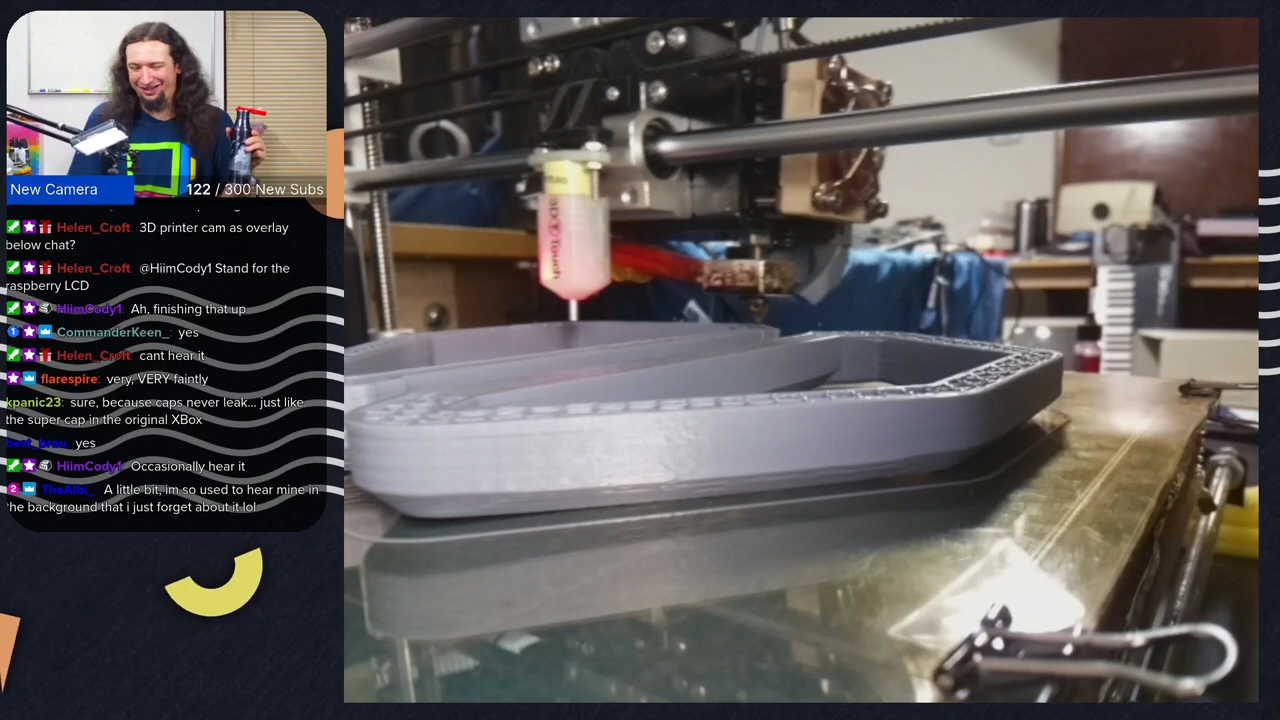 New Camera
122 / 300 New Subs
Helen_Croft: 3D printer cam as overlay
below chat?
Helen_Croft: @HiimCody1 Stand for the
raspberry LCD
HiimCody1: Ah, finishing that up
CommanderKeen_: yes
Helen_Croft: cant hear it
flarespire: very, VERY faintly
kpanic23: sure, because caps never leak... just like
the super cap in the original XBox
yes
HiimCody1: Occasionally hear it
TheAlbi_ A little bit, im so used to hear mine in
the background that i just forget about it lol